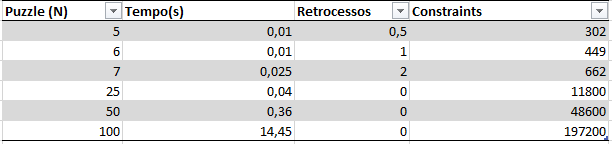 Puzzle (N) Tempo(s) Retrocessos Constraints
5 0,01 0,5 302
6 0,01 1 449
7 0,025 2 662
25 0,04 0 11800
50 0,36 0 48600
100 14,45 0 197200